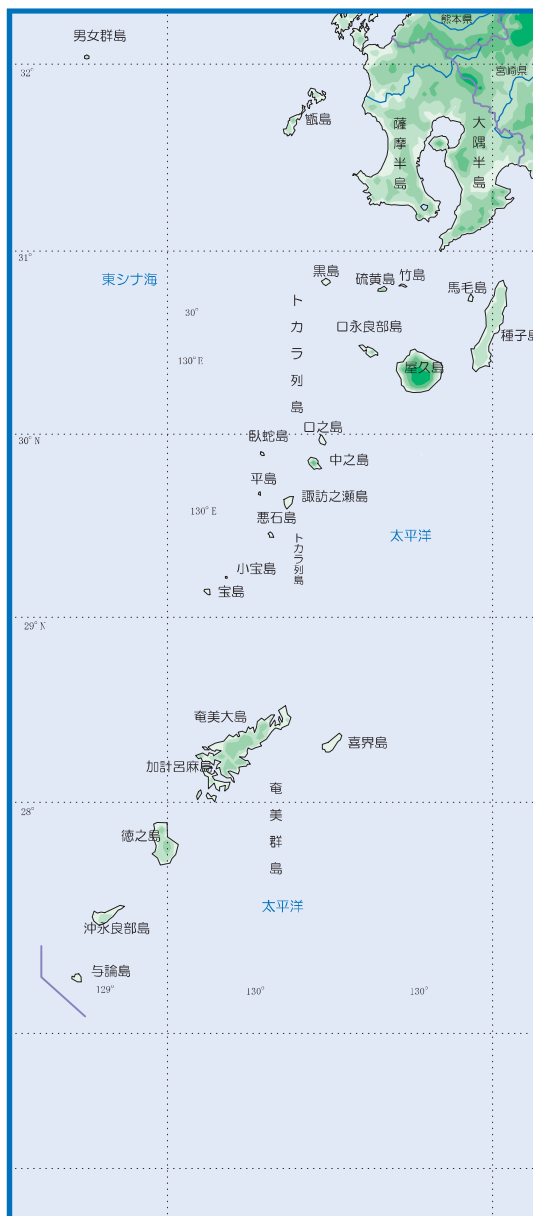 熊本県
男女群島
32°
宮崎県
甑島
薩摩半島
大隅半島
31°
東シナ海
黒島
硫黄島
竹島
馬毛島
トカラ列島
30°
口永良部島
種子島
130°E
屋久島
30°N
口之島
臥蛇島
中之島
平島
諏訪之瀬島
130°E
悪石島
トカラ列島
太平洋
小宝島
宝島
29°N
奄美大島
喜界島
加計呂麻島
奄美群島
28°
徳之島
太平洋
沖永良部島
与論島
129°
130°
130°